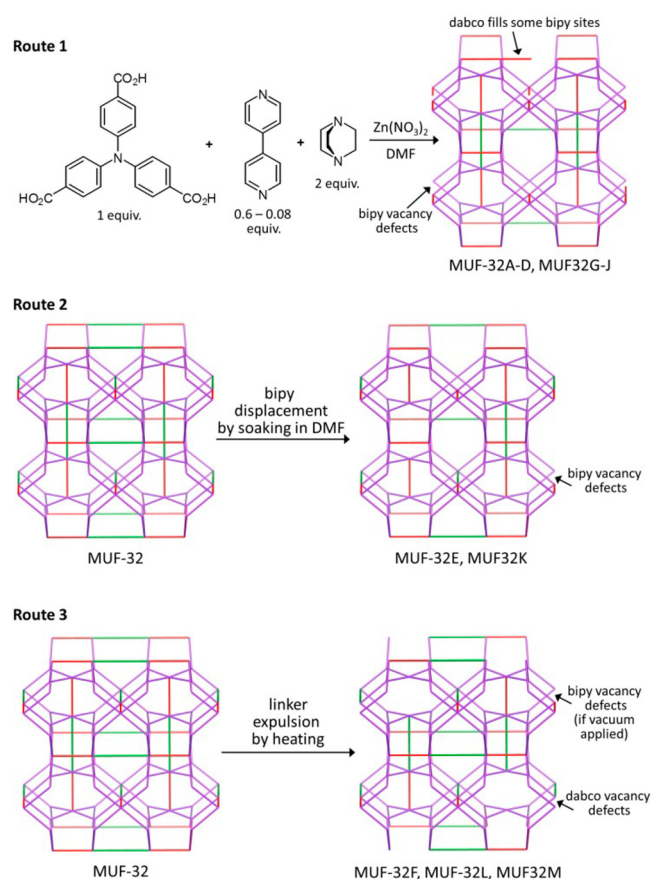 Route 1
dabco fills some bipy sites
CO₂H
N
HO₂C
CO₂H
1 equiv.
+
N
N
0.6 – 0.08
equiv.
+
N
N
2 equiv.
Zn(NO₃)₂
DMF
bipy vacancy
defects
MUF-32A-D, MUF32G-J
Route 2
bipy
displacement
by soaking in DMF
bipy vacancy
defects
MUF-32
MUF-32E, MUF32K
Route 3
linker
expulsion
by heating
bipy vacancy
defects
(if vacuum
applied)
dabco vacancy
defects
MUF-32
MUF-32F, MUF-32L, MUF32M